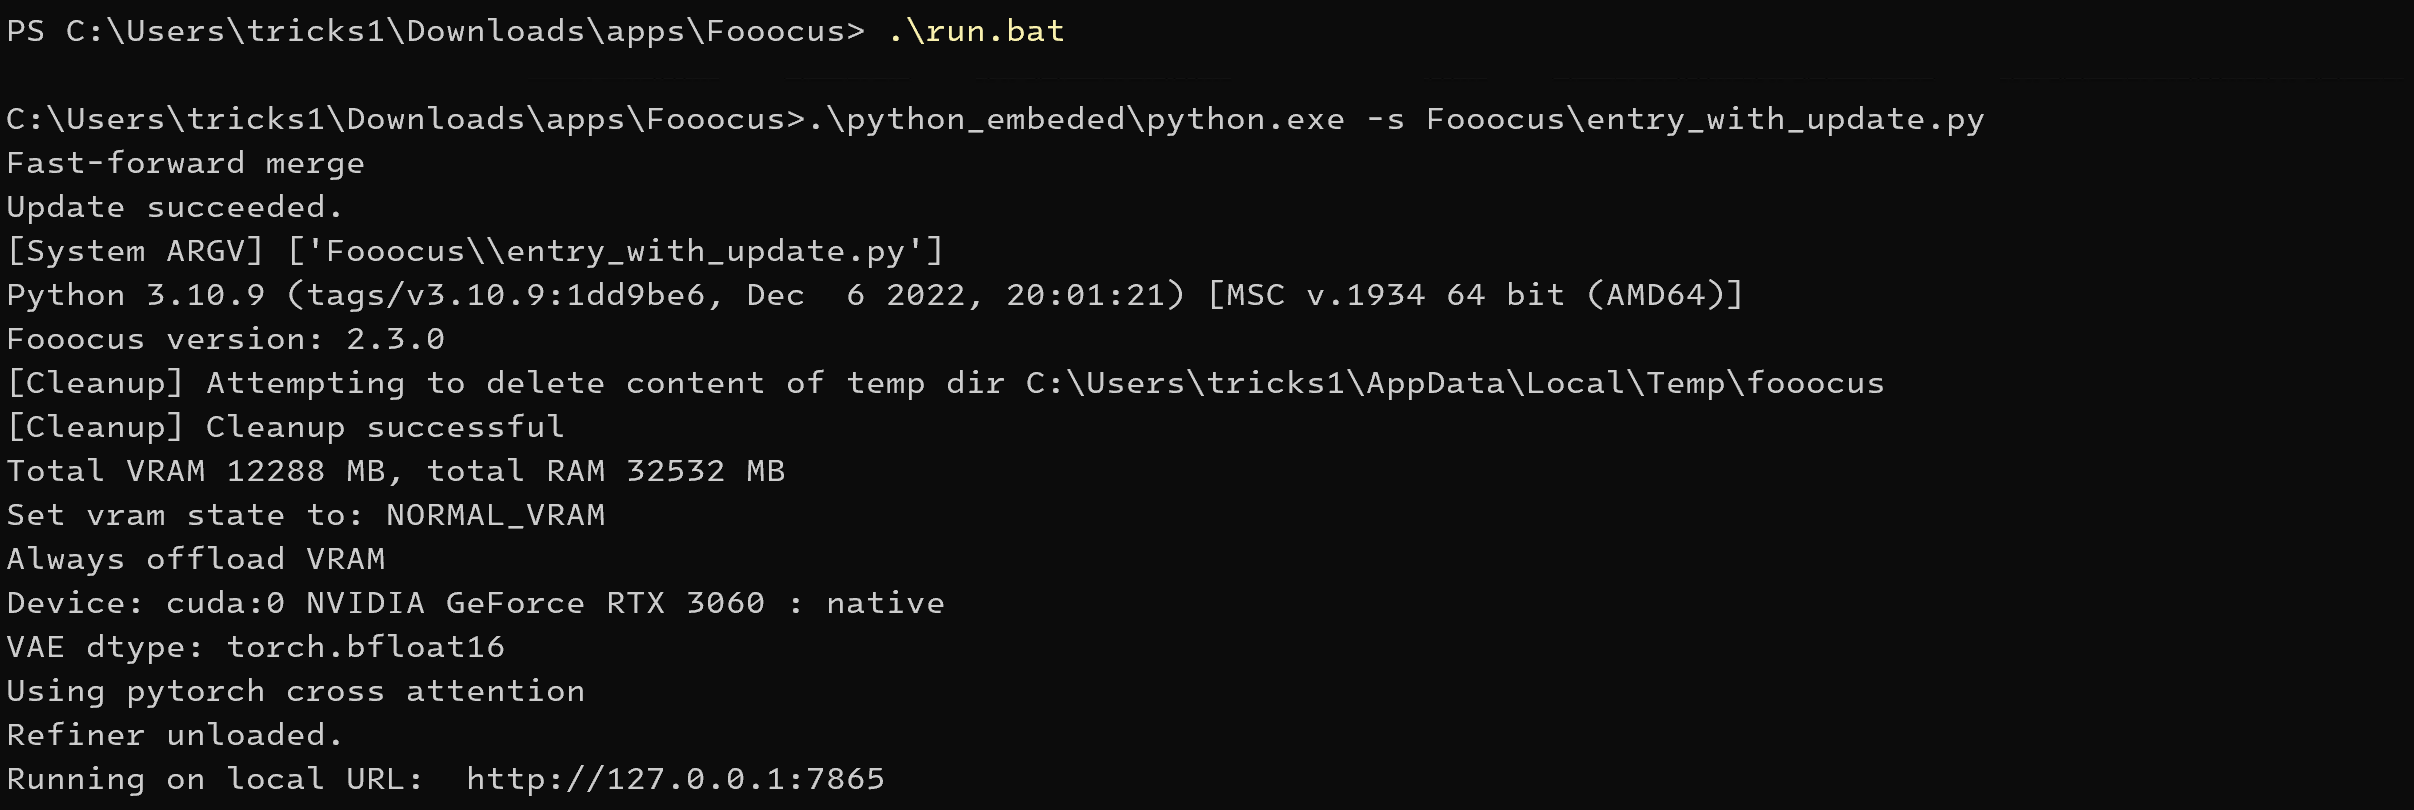 PS C:\Users\tricks1\Downloads\apps\Fooocus> .\run.bat
C:\Users\tricks1\Downloads\apps\Fooocus>.\python_embeded\python.exe -s Fooocus\entry_with_update.py
Fast-forward merge
Update succeeded.
[System ARGV] ['Fooocus\\entry_with_update.py']
Python 3.10.9 (tags/v3.10.9:1dd9be6, Dec  6 2022, 20:01:21) [MSC v.1934 64 bit (AMD64)]
Fooocus version: 2.3.0
[Cleanup] Attempting to delete content of temp dir C:\Users\tricks1\AppData\Local\Temp\fooocus
[Cleanup] Cleanup successful
Total VRAM 12288 MB, total RAM 32532 MB
Set vram state to: NORMAL_VRAM
Always offload VRAM
Device: cuda:0 NVIDIA GeForce RTX 3060 : native
VAE dtype: torch.bfloat16
Using pytorch cross attention
Refiner unloaded.
Running on local URL:  http://127.0.0.1:7865